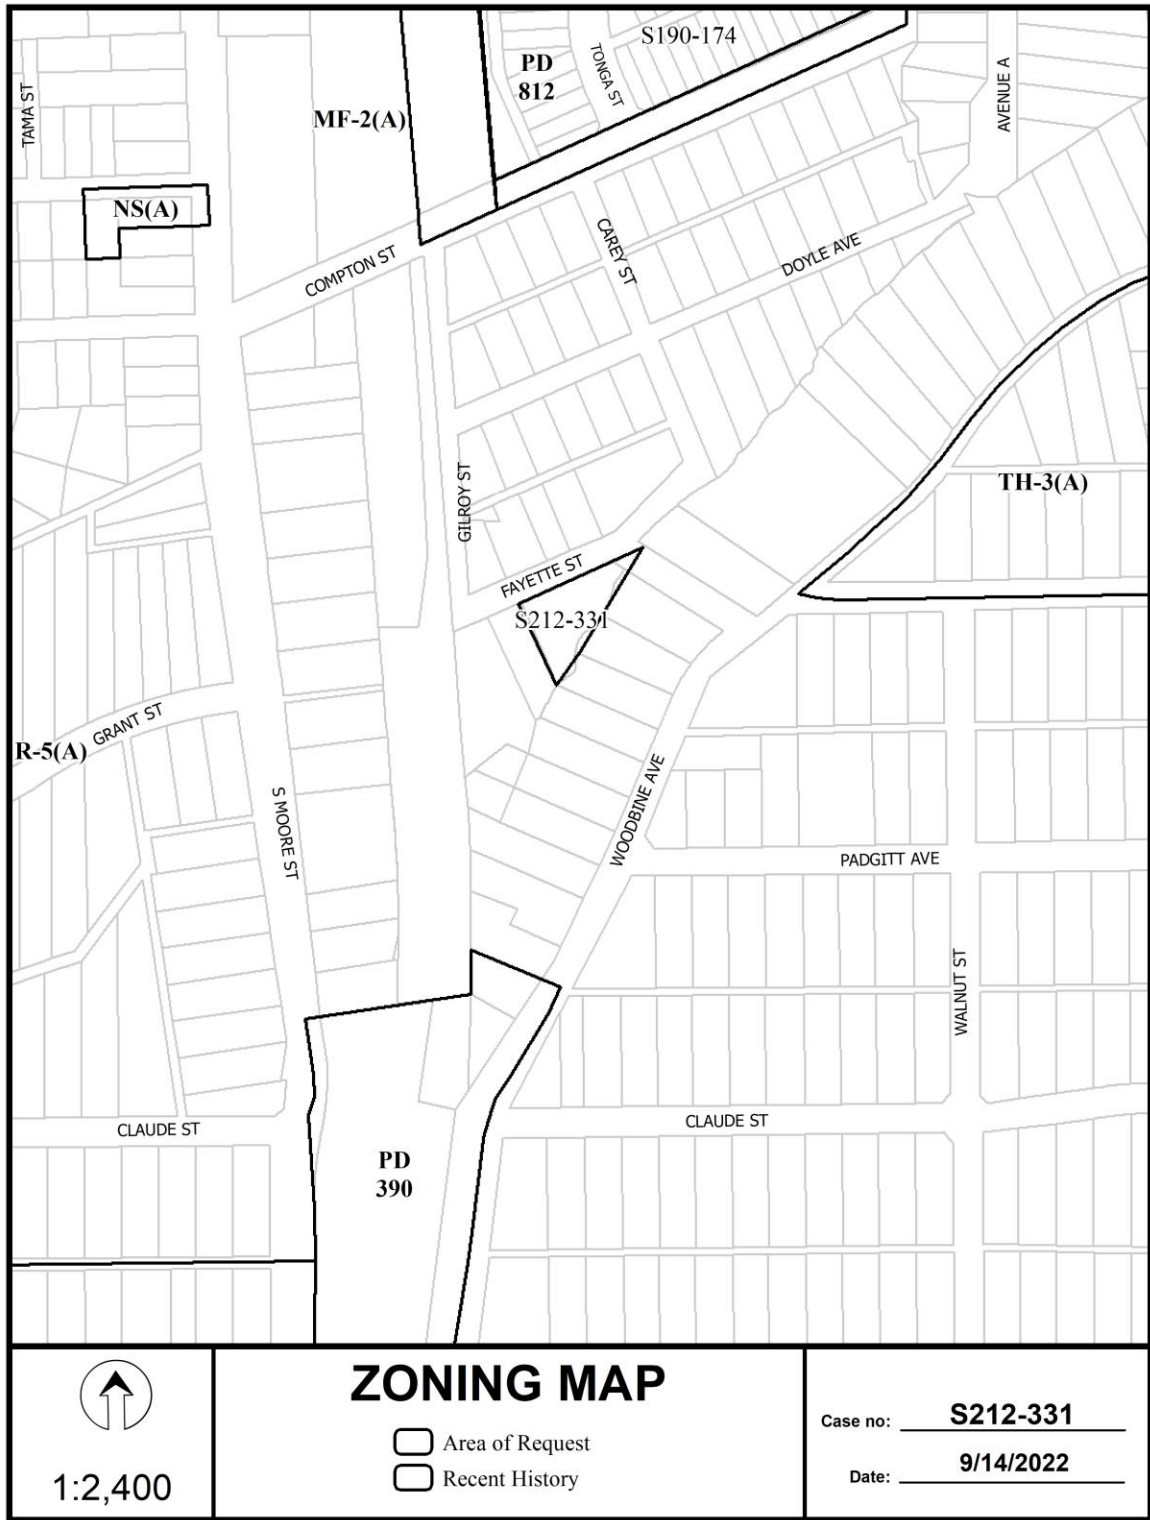 S190-174
TONGA ST
PD
812
AVENUE A
TAMA ST
MF-2(A)
NS(A)
CAREY ST
DOYLE AVE
COMPTON ST
GILROY ST
TH-3(A)
FAYETTE ST
S212-331
GRANT ST
R-5(A)
S MOORE ST
WOODBINE AVE
PADGITT AVE
WALNUT ST
CLAUDE ST
CLAUDE ST
PD
390
1:2,400
ZONING MAP
Area of Request
Recent History
Case no: S212-331
Date: 9/14/2022